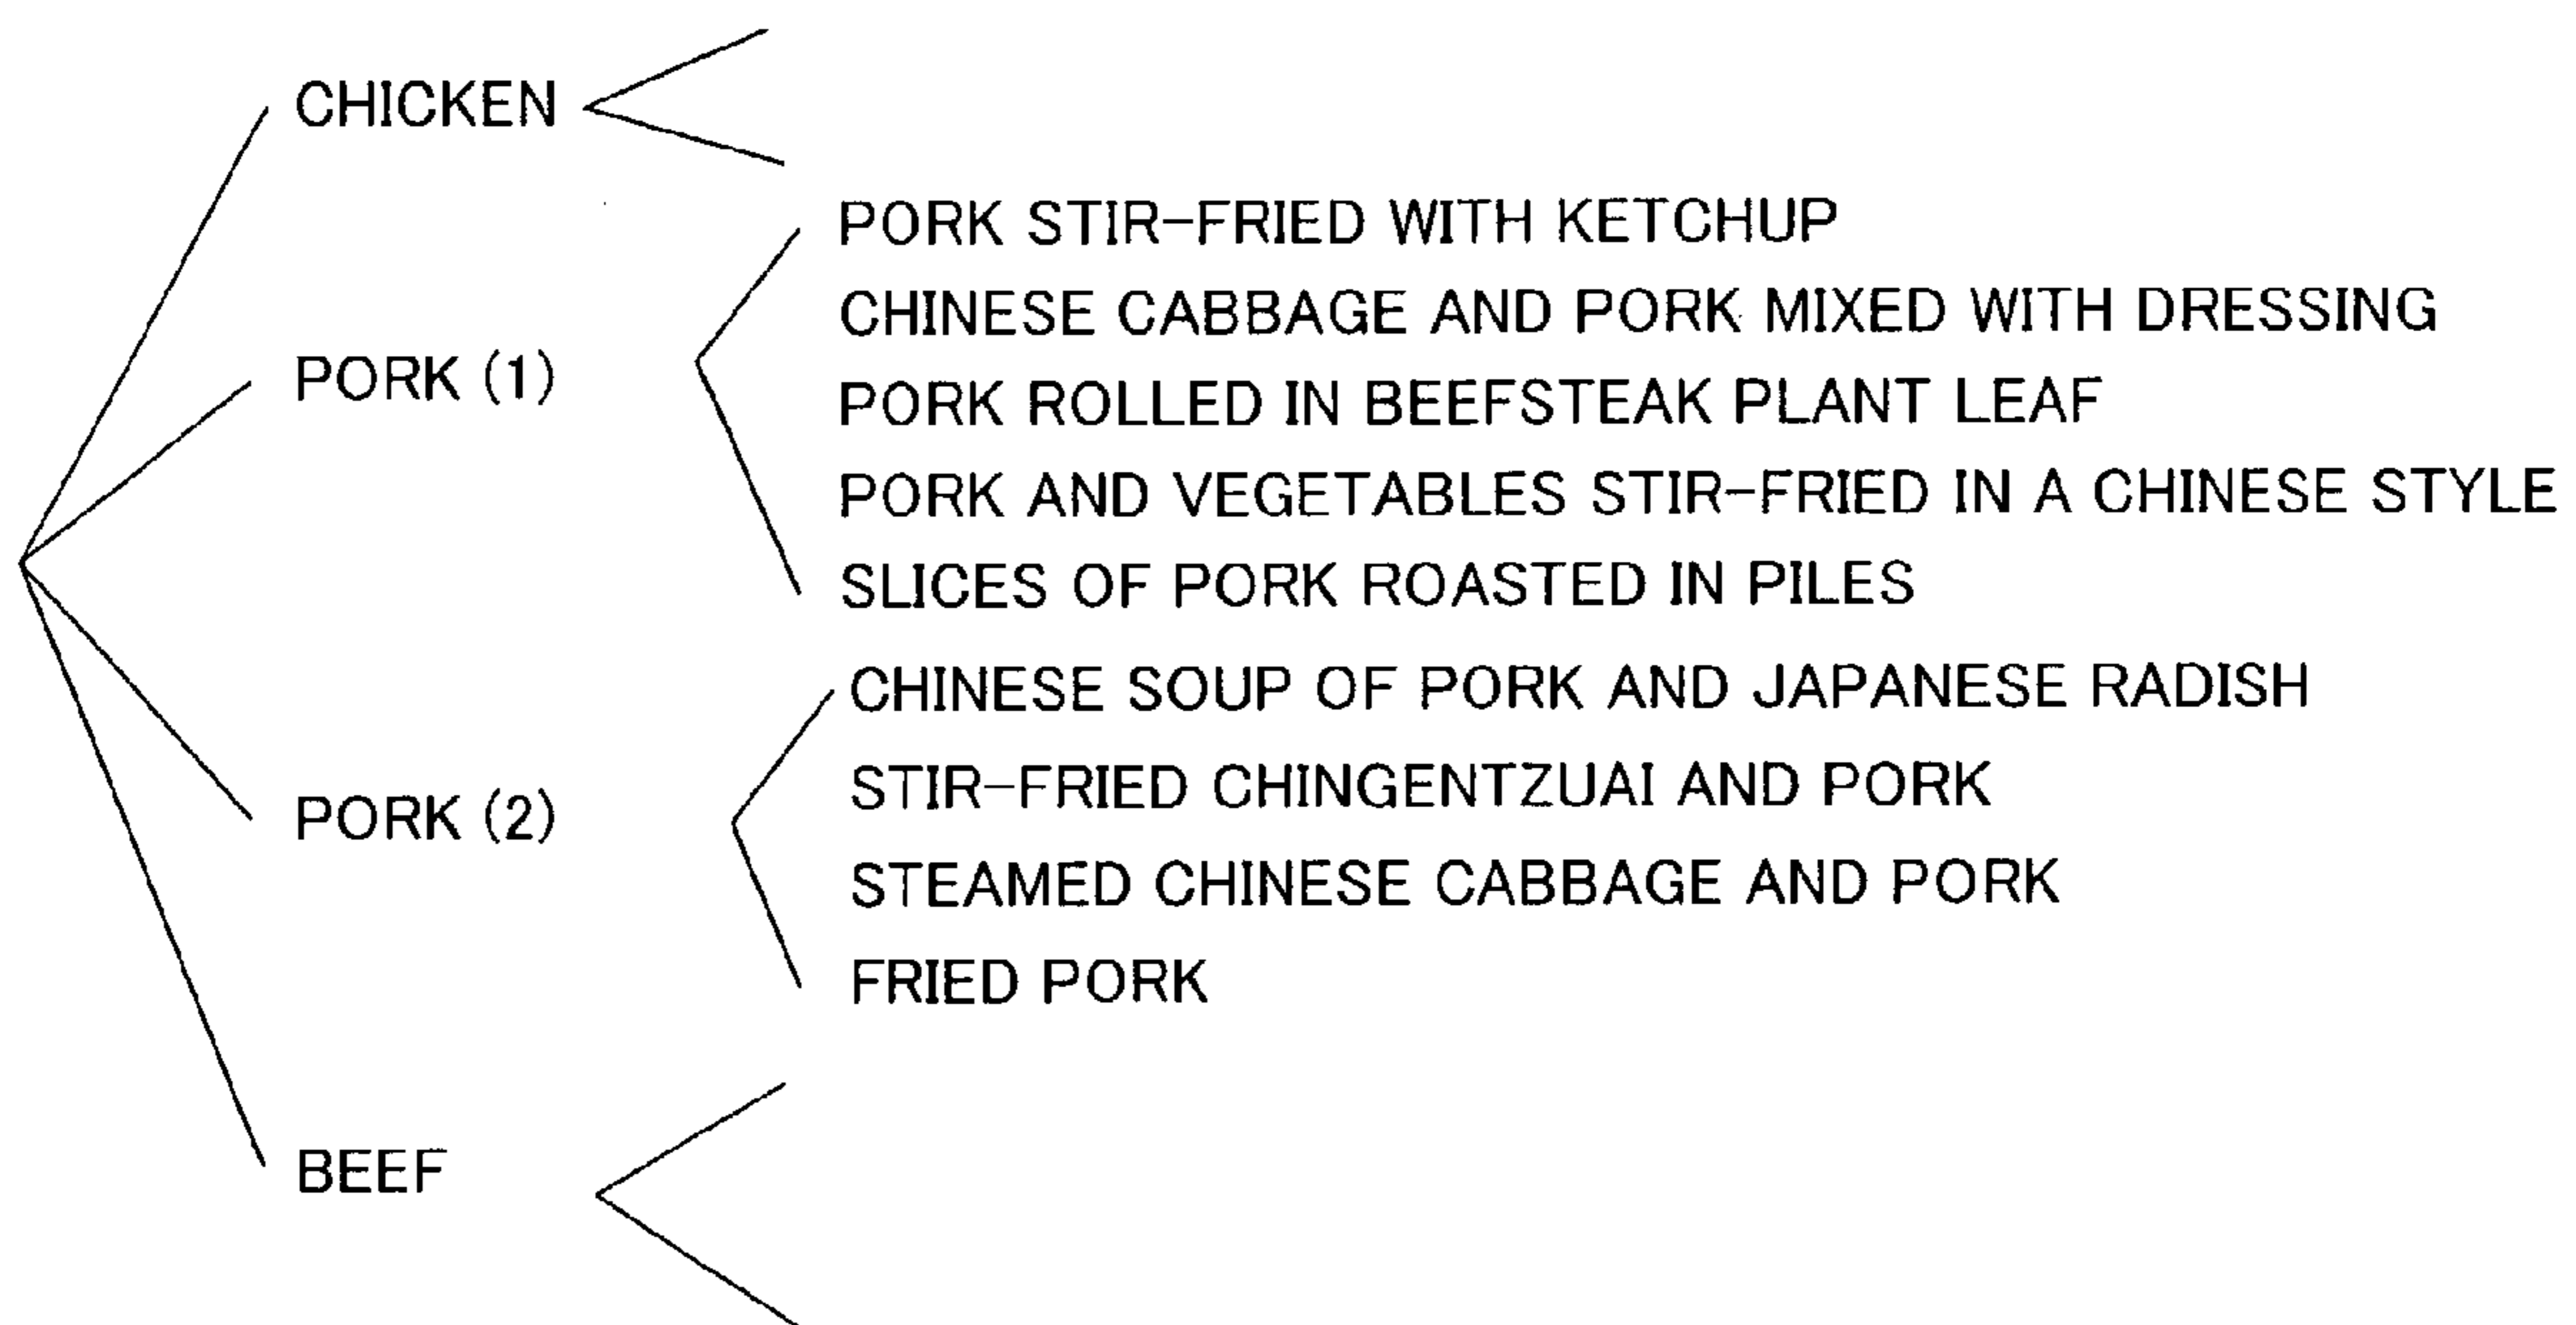 CHICKEN
PORK STIR-FRIED WITH KETCHUP
CHINESE CABBAGE AND PORK MIXED WITH DRESSING
PORK (1)
PORK ROLLED IN BEEFSTEAK PLANT LEAF
PORK AND VEGETABLES STIR-FRIED IN A CHINESE STYLE
SLICES OF PORK ROASTED IN PILES
CHINESE SOUP OF PORK AND JAPANESE RADISH
STIR-FRIED CHINGENTZUAI AND PORK
PORK (2)
STEAMED CHINESE CABBAGE AND PORK
FRIED PORK
BEEF